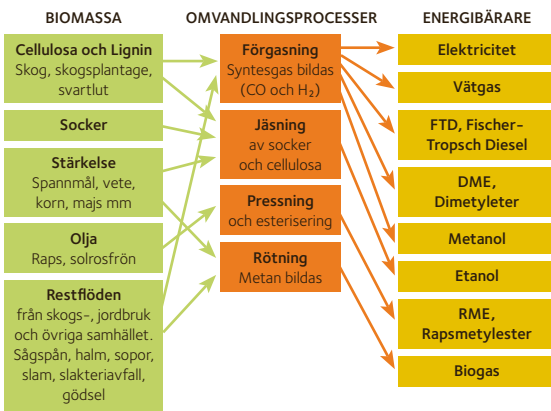 BIOMASSA
Cellulosa och Lignin
Skog, skogsplantage,
svartlut
Socker
Stärkelse
Spannmål, vete,
korn, majs mm
Olja
Raps, solrosfrön
Restflöden
från skogs-, jordbruk
och övriga samhället.
Sågspån, halm, sopor,
slam, slakteriavfall,
gödsel
OMVANDLINGSPROCESSER
Förgasning
Syntesgas bildas
(CO och H₂)
Jäsning
av socker
och cellulosa
Pressning
och esterisering
Rötning
Metan bildas
ENERGIBÄRARE
Elektricitet
Vätgas
FTD, Fischer-
Tropsch Diesel
DME,
Dimetyleter
Metanol
Etanol
RME,
Rapsmetylester
Biogas